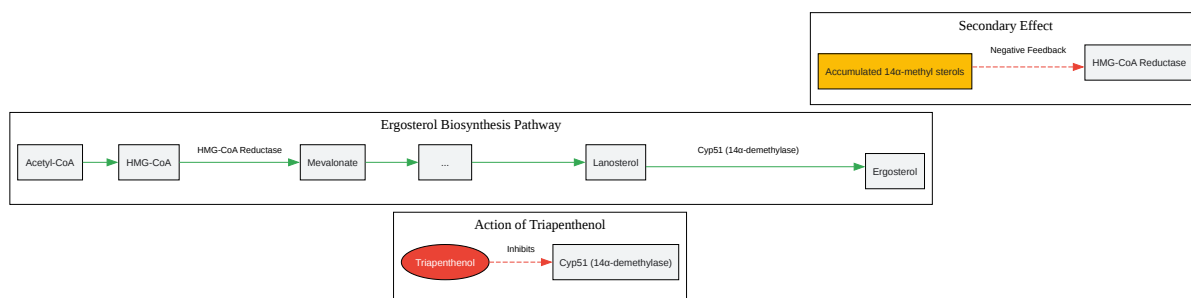 Secondary Effect
Accumulated 14α-methyl sterols
Negative Feedback
HMG-CoA Reductase
Ergosterol Biosynthesis Pathway
Acetyl-CoA
HMG-CoA
HMG-CoA Reductase
Mevalonate
...
Lanosterol
Cyp51 (14α-demethylase)
Ergosterol
Action of Triapenthenol
Triapenthenol
Inhibits
Cyp51 (14α-demethylase)